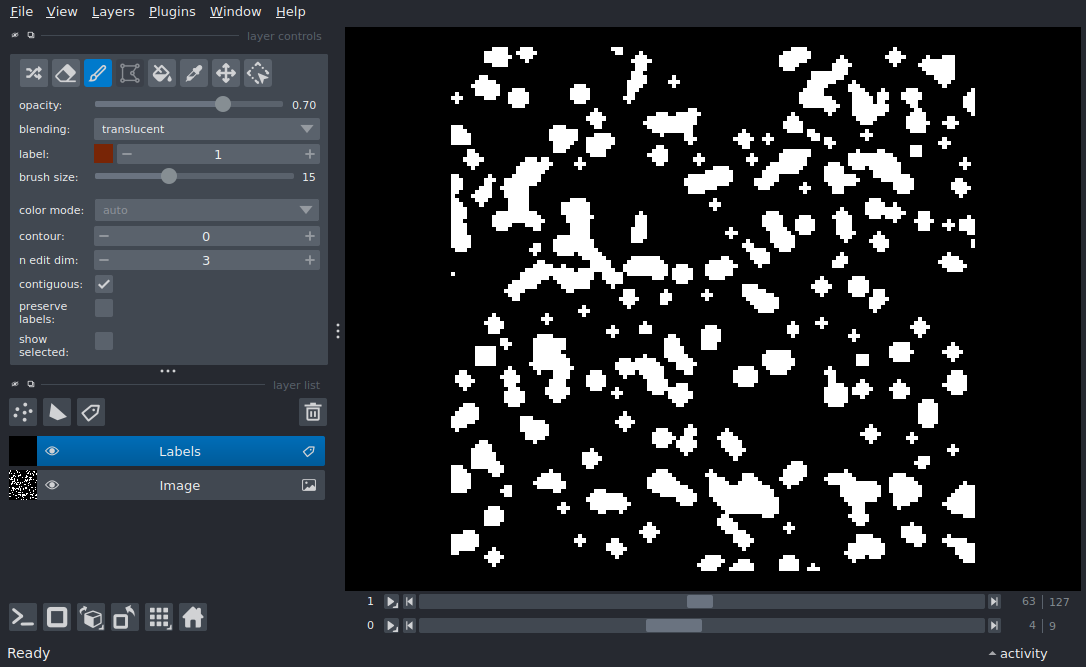 File View Layers Plugins Window Help
layer controls
opacity: 0.70
blending: translucent
label: 1
brush size: 15
color mode: auto
contour: 0
n edit dim: 3
contiguous:
preserve
labels:
show
selected:
layer list
Labels
Image
1 63 127
0 4 9
Ready
activity